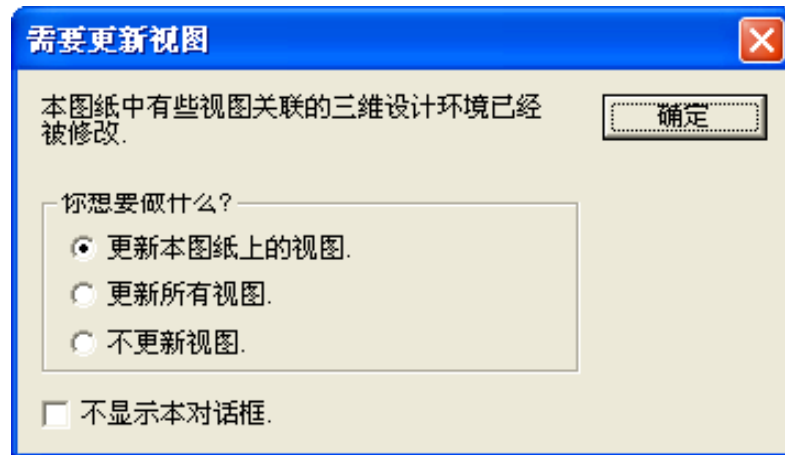 需要更新视图
本图纸中有些视图关联的三维设计环境已经
被修改.
确定
你想要做什么?
更新本图纸上的视图.
更新所有视图.
不更新视图.
不显示本对话框.